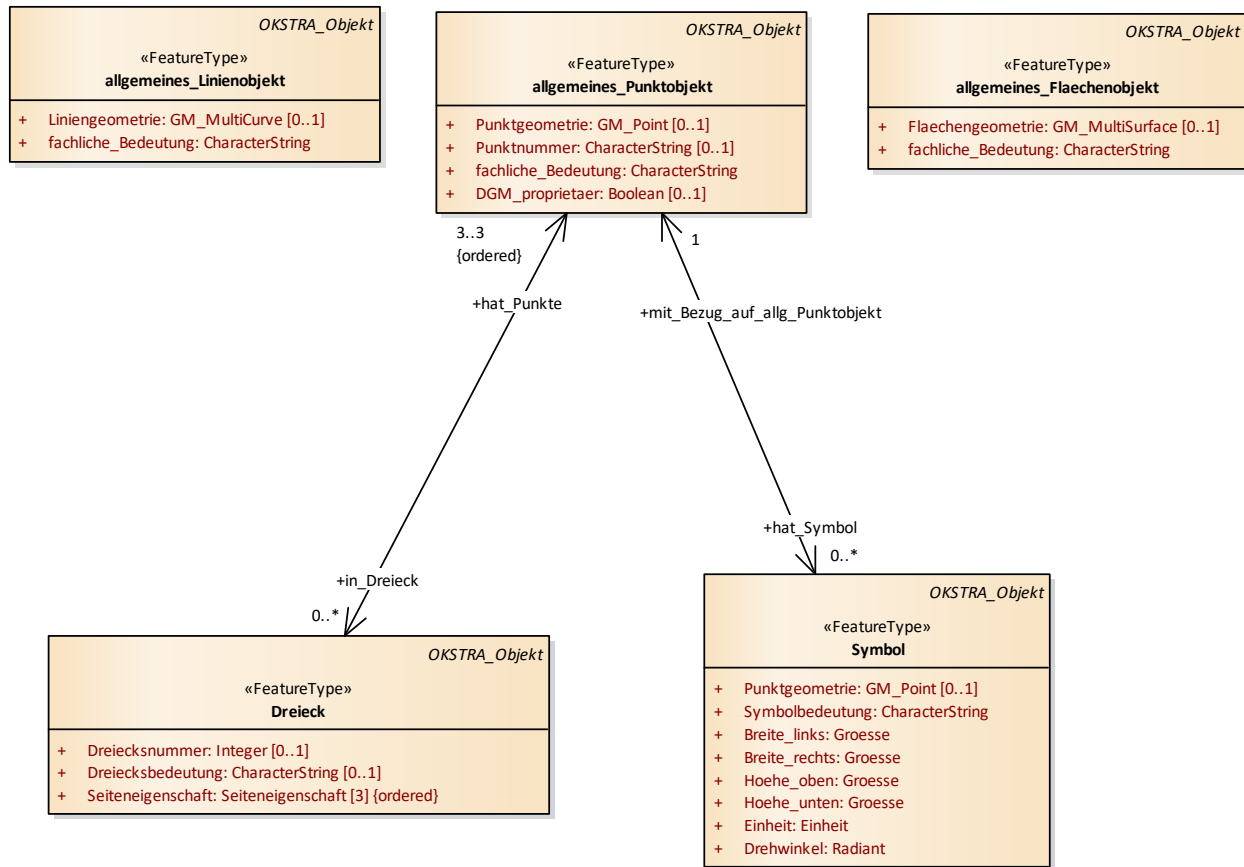 OKSTRA_Objekt
«FeatureType»
allgemeines_Linienobjekt
+ Liniengeometrie: GM_MultiCurve [0..1]
+ fachliche_Bedeutung: CharacterString
OKSTRA_Objekt
«FeatureType»
allgemeines_Punktobjekt
+ Punktgeometrie: GM_Point [0..1]
+ Punktnummer: CharacterString [0..1]
+ fachliche_Bedeutung: CharacterString
+ DGM_proprietaer: Boolean [0..1]
OKSTRA_Objekt
«FeatureType»
allgemeines_Flaechenobjekt
+ Flaechengeometrie: GM_MultiSurface [0..1]
+ fachliche_Bedeutung: CharacterString
3..3
{ordered}
+hat_Punkte
1
+mit_Bezug_auf_allg_Punktobjekt
+in_Dreieck
0..*
+hat_Symbol
0..*
OKSTRA_Objekt
«FeatureType»
Dreieck
+ Dreiecksnummer: Integer [0..1]
+ Dreiecksbedeutung: CharacterString [0..1]
+ Seiteneigenschaft: Seiteneigenschaft [3] {ordered}
OKSTRA_Objekt
«FeatureType»
Symbol
+ Punktgeometrie: GM_Point [0..1]
+ Symbolbedeutung: CharacterString
+ Breite_links: Groesse
+ Breite_rechts: Groesse
+ Hoehe_oben: Groesse
+ Hoehe_unten: Groesse
+ Einheit: Einheit
+ Drehwinkel: Radiant